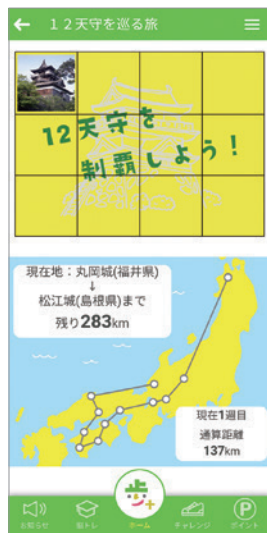 12天守を巡る旅
12天守を
制覇しよう！
現在地：丸岡城(福井県)
↓
松江城(島根県)まで
残り283km
現在1週目
通算距離
137km
歩
お知らせ
脳トレ
ホーム
チャレンジ
P
ポイント